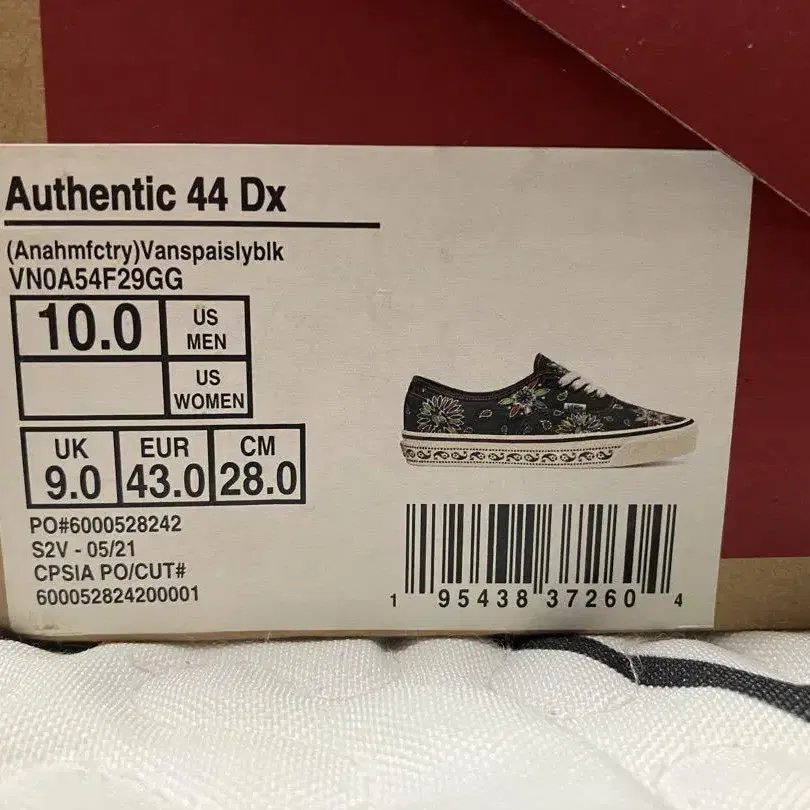 Authentic 44 Dx
(Anahmfctry)Vanspaislyblk
VN0A54F29GG
10.0 US MEN
US WOMEN
UK EUR CM
9.0 43.0 28.0
PO#6000528242
S2V - 05/21
CPSIA PO/CUT#
600052824200001
1 95438 37260 4